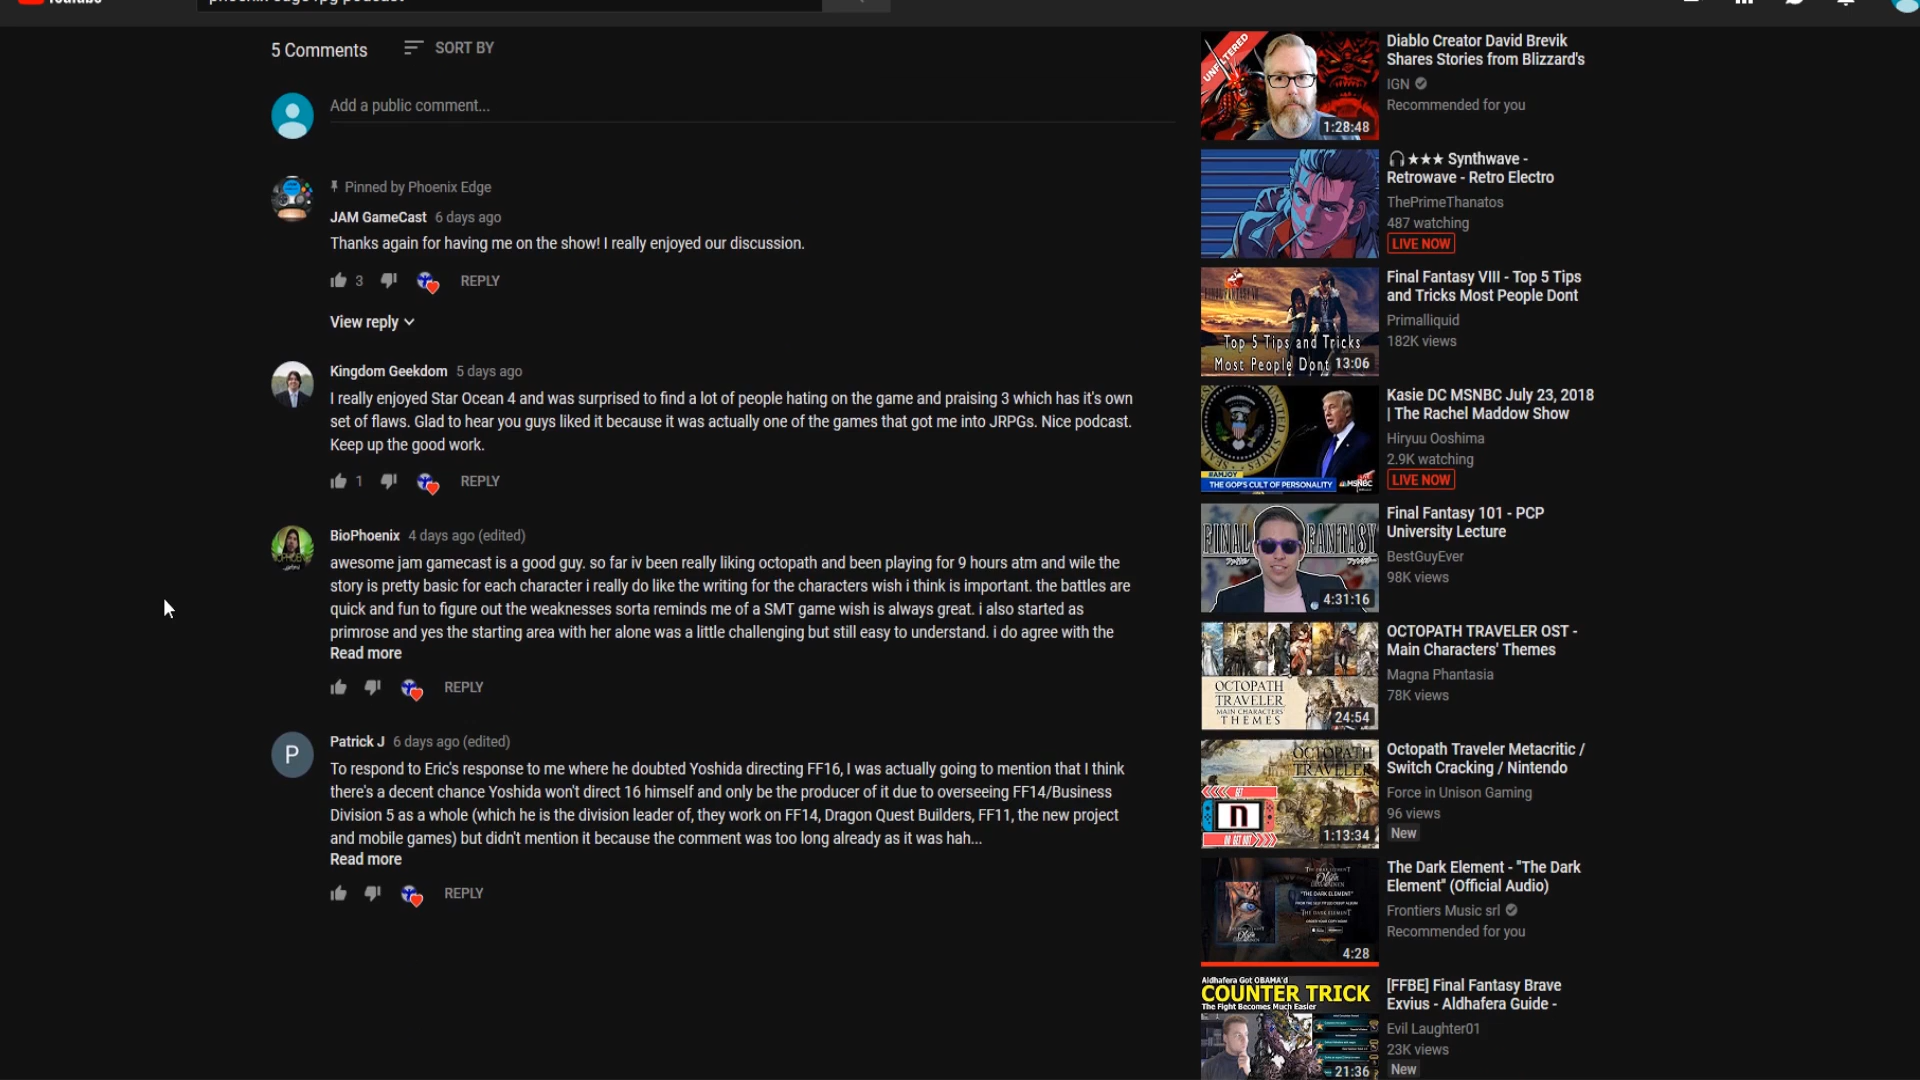 5 Comments
SORT BY
Add a public comment...
Pinned by Phoenix Edge
JAM GameCast 6 days ago
Thanks again for having me on the show! I really enjoyed our discussion.
3
REPLY
View reply
Kingdom Geekdom 5 days ago
I really enjoyed Star Ocean 4 and was surprised to find a lot of people hating on the game and praising 3 which has it's own
set of flaws. Glad to hear you guys liked it because it was actually one of the games that got me into JRPGs. Nice podcast.
Keep up the good work.
1
REPLY
BioPhoenix 4 days ago (edited)
awesome jam gamecast is a good guy. so far iv been really liking octopath and been playing for 9 hours atm and wile the
story is pretty basic for each character i really do like the writing for the characters wish i think is important. the battles are
quick and fun to figure out the weaknesses sorta reminds me of a SMT game wish is always great. i also started as
primrose and yes the starting area with her alone was a little challenging but still easy to understand. i do agree with the
Read more
REPLY
P
Patrick J 6 days ago (edited)
To respond to Eric's response to me where he doubted Yoshida directing FF16, I was actually going to mention that I think
there's a decent chance Yoshida won't direct 16 himself and only be the producer of it due to overseeing FF14/Business
Division 5 as a whole (which he is the division leader of, they work on FF14, Dragon Quest Builders, FF11, the new project
and mobile games) but didn't mention it because the comment was too long already as it was hah...
Read more
REPLY
UNFILTERED
1:28:48
Diablo Creator David Brevik
Shares Stories from Blizzard's
IGN
Recommended for you
★★★ Synthwave -
Retrowave - Retro Electro
ThePrimeThanatos
487 watching
LIVE NOW
Top 5 Tips and Tricks
Most People Dont
13:06
Final Fantasy VIII - Top 5 Tips
and Tricks Most People Dont
Primalliquid
182K views
#AMJOY
THE GOP'S CULT OF PERSONALITY
MSNBC
Kasie DC MSNBC July 23, 2018
| The Rachel Maddow Show
Hiryuu Ooshima
2.9K watching
LIVE NOW
FINAL FANTASY
4:31:16
Final Fantasy 101 - PCP
University Lecture
BestGuyEver
98K views
OCTOPATH
TRAVELER
MAIN CHARACTERS'
THEMES
24:54
OCTOPATH TRAVELER OST -
Main Characters' Themes
Magna Phantasia
78K views
OCTOPATH
TRAVELER
GET
n
OR GET OUT
1:13:34
Octopath Traveler Metacritic /
Switch Cracking / Nintendo
Force in Unison Gaming
96 views
New
THE DARK ELEMENT
4:28
The Dark Element - "The Dark
Element" (Official Audio)
Frontiers Music srl
Recommended for you
Aldhafera Got OBAMA'd
COUNTER TRICK
The Fight Becomes Much Easier
21:36
[FFBE] Final Fantasy Brave
Exvius - Aldhafera Guide -
Evil Laughter01
23K views
New